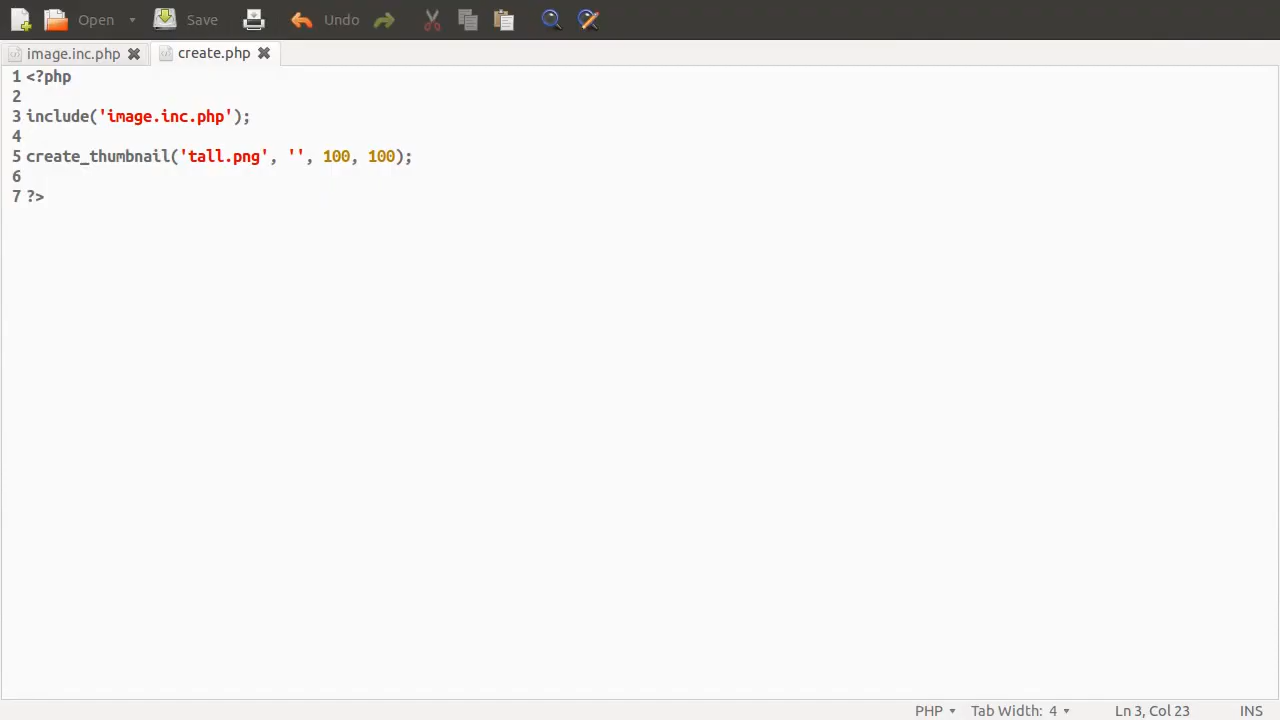 Open Save Undo
image.inc.php create.php
1 <?php
2
3 include('image.inc.php');
4
5 create_thumbnail('tall.png', '', 100, 100);
6
7 ?>
PHP Tab Width: 4 Ln 3, Col 23 INS